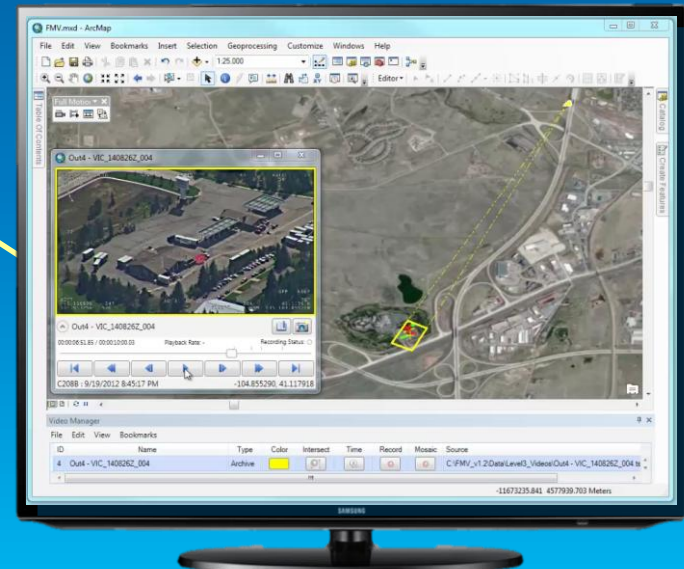 FMV.mxd - ArcMap
File Edit View Bookmarks Insert Selection Geoprocessing Customize Windows Help
1:25,000
Editor
Full Motion
Table Of Contents
Catalog
Create Features
Out4 - VIC_140826Z_004
Out4 - VIC_140826Z_004
00:00:06:51.85 / 00:00:10:00.03 Playback Rate: - Recording Status:
C208B : 9/19/2012 8:45:17 PM -104.855290, 41.117918
Video Manager
File Edit View Bookmarks
ID Name Type Color Intersect Time Record Mosaic Source
4 Out4 - VIC_140826Z_004 Archive C:\FMV_v1.2\Data\Level3_Videos\Out4 - VIC_140826Z_004.ts
-11673235.841 4577939.703 Meters
SAMSUNG